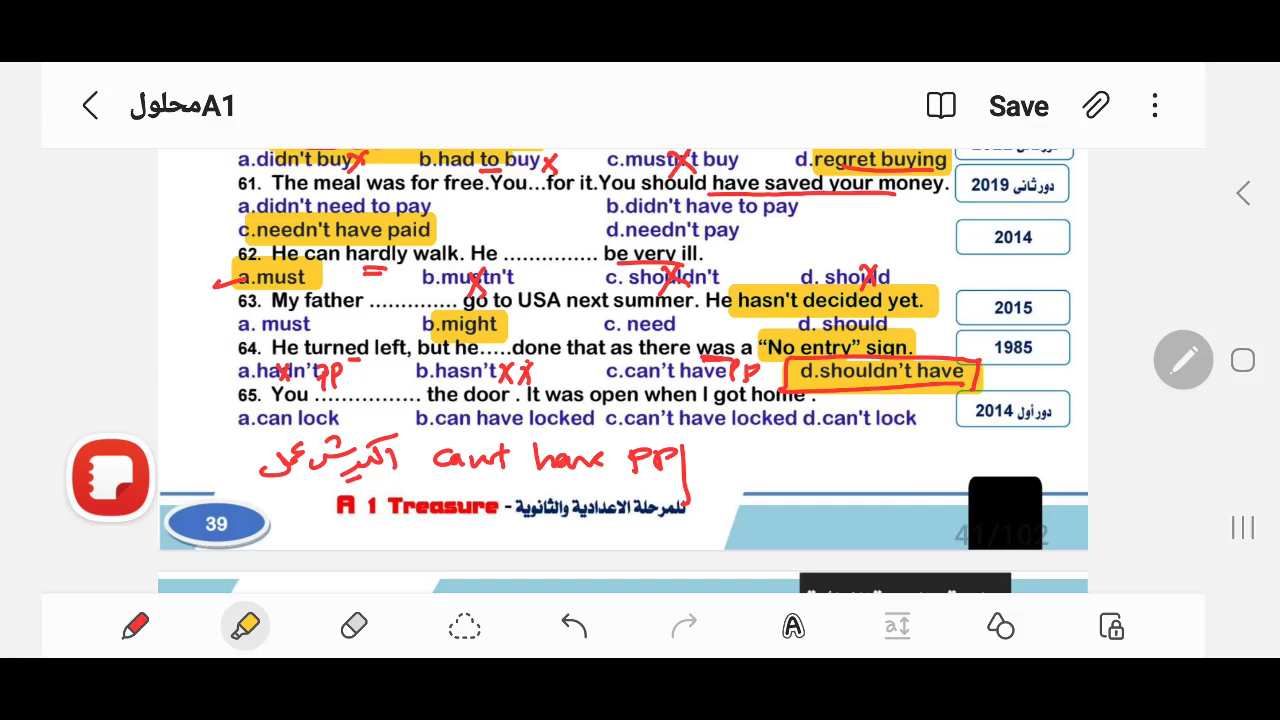 محلولA1
Save
a.didn't buy b.had to buy c.mustn't buy d.regret buying
61. The meal was for free.You...for it.You should have saved your money.
دور ثانى 2019
a.didn't need to pay b.didn't have to pay
c.needn't have paid d.needn't pay
2014
62. He can hardly walk. He .............. be very ill.
a.must b.mustn't c. shouldn't d. should
63. My father .............. go to USA next summer. He hasn't decided yet.
2015
a. must b.might c. need d. should
64. He turned left, but he.....done that as there was a “No entry” sign.
1985
a.hadn't pp b.hasn't c.can't have pp d.shouldn't have
65. You ................. the door . It was open when I got home .
دور أول 2014
a.can lock b.can have locked c.can’t have locked d.can't lock
can't have PP
A 1 Treasure - للمرحلة الاعدادية والثانوية
39
41/102